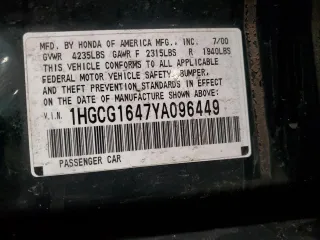 MFD. BY HONDA OF AMERICA MFG., INC. 7/00
GVWR 4235LBS GAWR F 2315LBS R 1940LBS
THIS VEHICLE CONFORMS TO ALL APPLICABLE
FEDERAL MOTOR VEHICLE SAFETY, BUMPER,
AND THEFT PREVENTION STANDARDS IN EFFECT
ON THE DATE OF MANUFACTURE SHOWN ABOVE.
V.I.N. 1HGCG1647YA096449
PASSENGER CAR